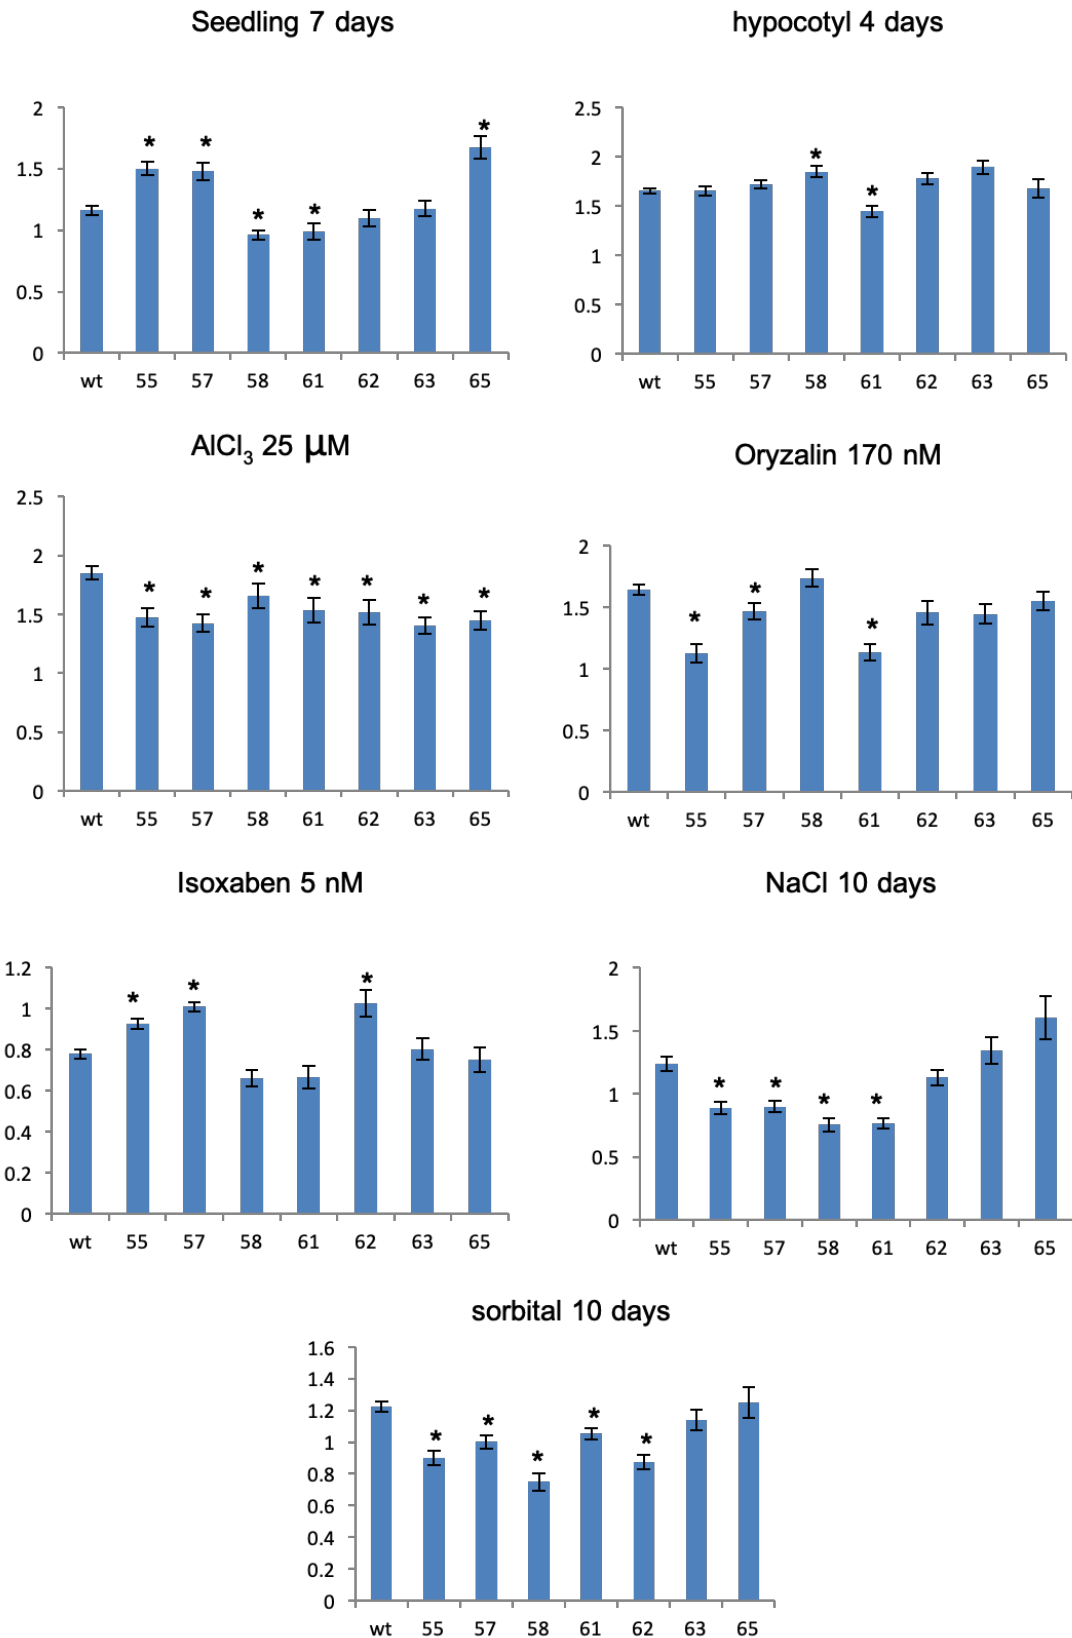 Seedling 7 days
2
1.5
1
0.5
0
* * * * *
wt 55 57 58 61 62 63 65
hypocotyl 4 days
2.5
2
1.5
1
0.5
0
* *
wt 55 57 58 61 62 63 65
AlCl3 25 μM
2.5
2
1.5
1
0.5
0
* * * * * * *
wt 55 57 58 61 62 63 65
Oryzalin 170 nM
2
1.5
1
0.5
0
* * *
wt 55 57 58 61 62 63 65
Isoxaben 5 nM
1.2
1
0.8
0.6
0.4
0.2
0
* * *
wt 55 57 58 61 62 63 65
NaCl 10 days
2
1.5
1
0.5
0
* * * *
wt 55 57 58 61 62 63 65
sorbital 10 days
1.6
1.4
1.2
1
0.8
0.6
0.4
0.2
0
* * * * *
wt 55 57 58 61 62 63 65